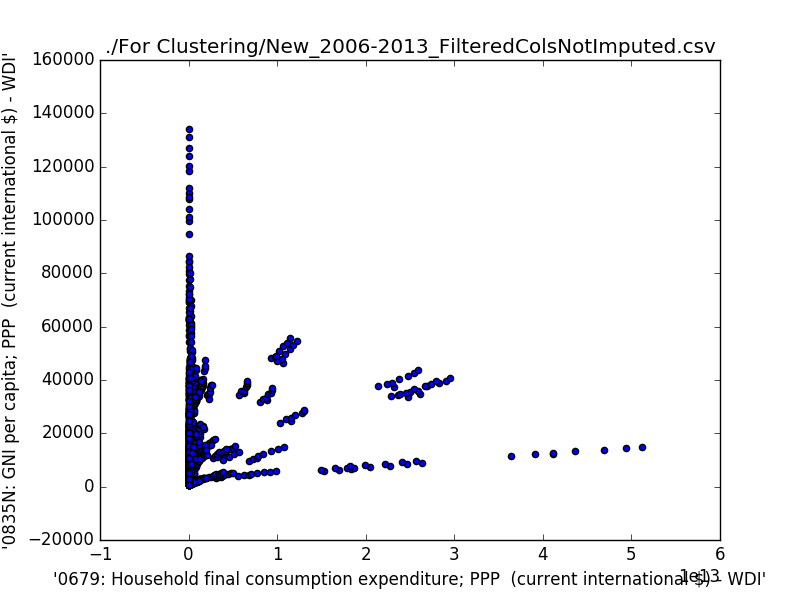 ./For Clustering/New_2006-2013_FilteredColsNotImputed.csv
'0835N: GNI per capita; PPP  (current international $) - WDI'
160000
140000
120000
100000
80000
60000
40000
20000
0
−20000
−1 0 1 2 3 4 5 6
1e13
'0679: Household final consumption expenditure; PPP  (current international $) - WDI'